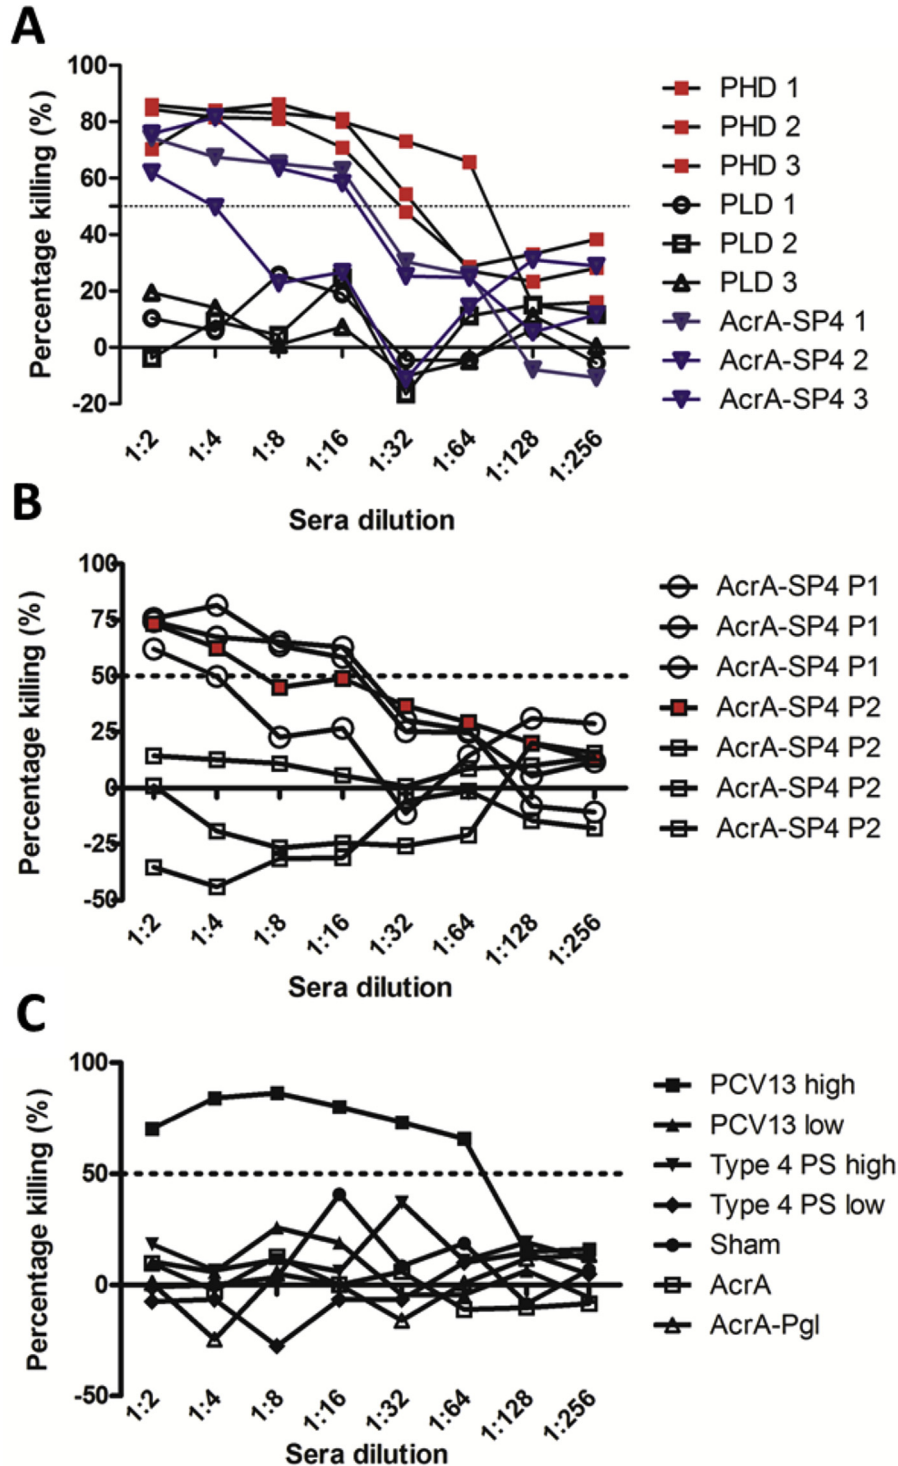 A
Percentage killing (%)
100
80
60
40
20
0
-20
1:2
1:4
1:8
1:16
1:32
1:64
1:128
1:256
Sera dilution
PHD 1
PHD 2
PHD 3
PLD 1
PLD 2
PLD 3
AcrA-SP4 1
AcrA-SP4 2
AcrA-SP4 3
B
Percentage killing (%)
100
75
50
25
0
-25
-50
1:2
1:4
1:8
1:16
1:32
1:64
1:128
1:256
Sera dilution
AcrA-SP4 P1
AcrA-SP4 P1
AcrA-SP4 P1
AcrA-SP4 P2
AcrA-SP4 P2
AcrA-SP4 P2
AcrA-SP4 P2
C
Percentage killing (%)
100
50
0
-50
1:2
1:4
1:8
1:16
1:32
1:64
1:128
1:256
Sera dilution
PCV13 high
PCV13 low
Type 4 PS high
Type 4 PS low
Sham
AcrA
AcrA-Pgl